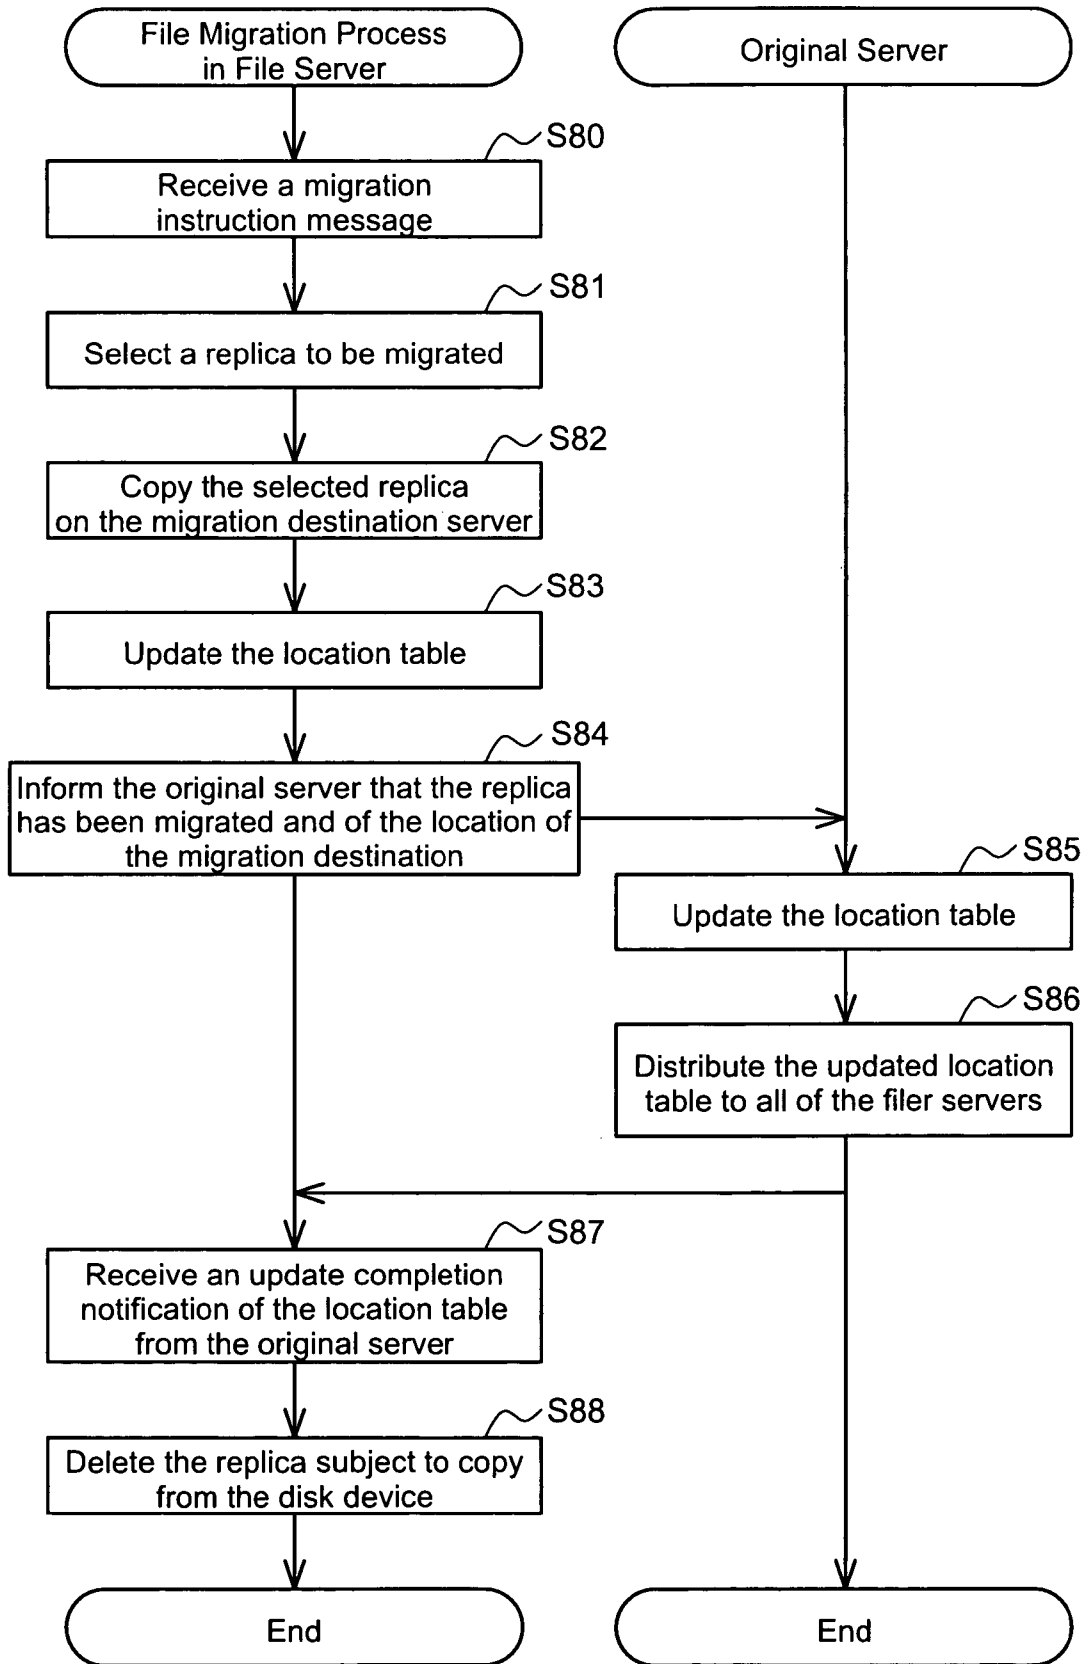 File Migration Process
in File Server
Original Server
S80
Receive a migration
instruction message
S81
Select a replica to be migrated
S82
Copy the selected replica
on the migration destination server
S83
Update the location table
S84
Inform the original server that the replica
has been migrated and of the location of
the migration destination
S85
Update the location table
S86
Distribute the updated location
table to all of the filer servers
S87
Receive an update completion
notification of the location table
from the original server
S88
Delete the replica subject to copy
from the disk device
End
End